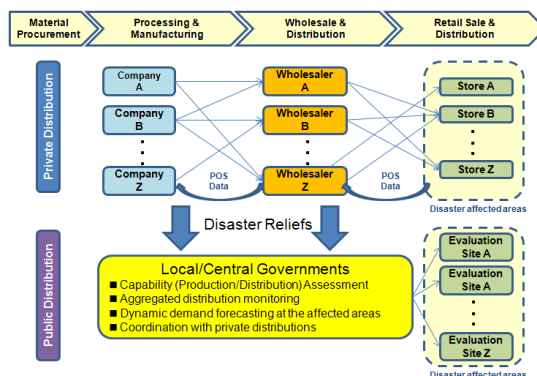 Material
Procurement
Processing &
Manufacturing
Wholesale &
Distribution
Retail Sale &
Distribution
Private Distribution
Company
A
Wholesaler
A
Store A
Company
B
Wholesaler
B
Store B
Company
Z
Wholesaler
Z
Store Z
POS
Data
POS
Data
Disaster affected areas
Disaster Reliefs
Public Distribution
Local/Central Governments
■ Capability (Production/Distribution) Assessment
■ Aggregated distribution monitoring
■ Dynamic demand forecasting at the affected areas
■ Coordination with private distributions
Evaluation
Site A
Evaluation
Site A
Evaluation
Site Z
Disaster affected areas